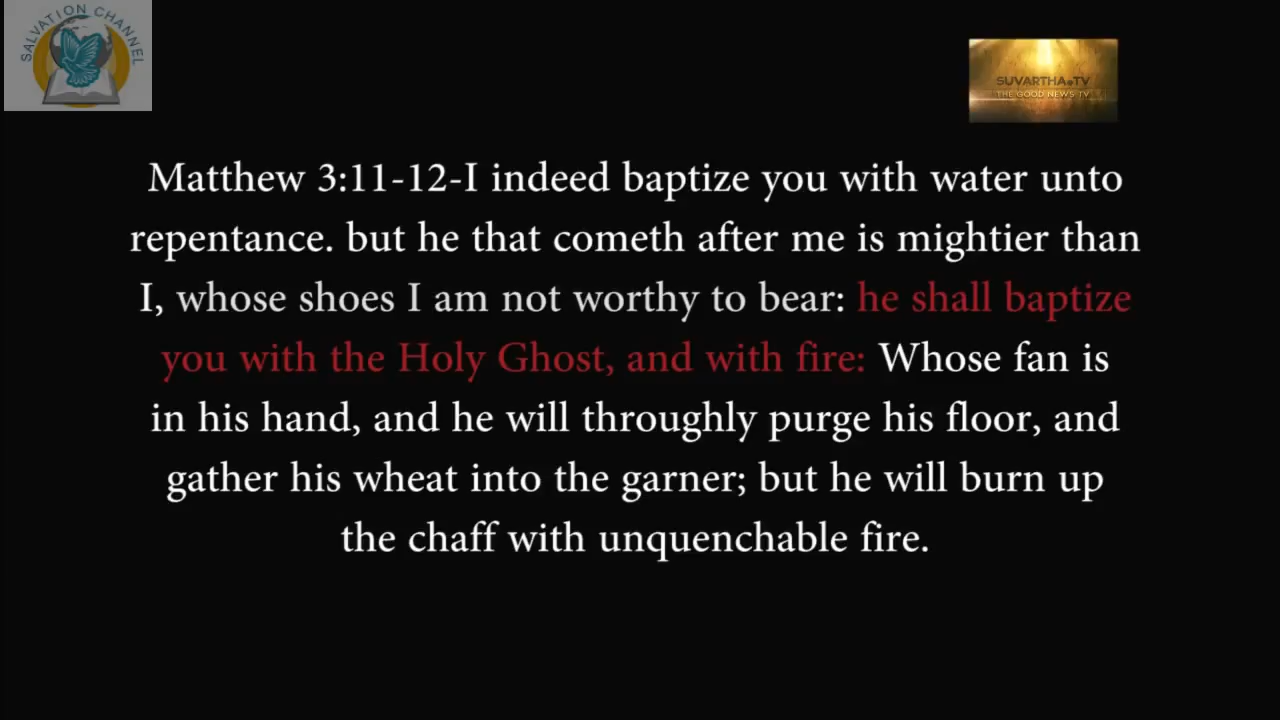 SALVATION CHANNEL
SUVARTHA.TV
THE GOOD NEWS TV
Matthew 3:11-12-I indeed baptize you with water unto
repentance. but he that cometh after me is mightier than
I, whose shoes I am not worthy to bear: he shall baptize
you with the Holy Ghost, and with fire: Whose fan is
in his hand, and he will throughly purge his floor, and
gather his wheat into the garner; but he will burn up
the chaff with unquenchable fire.